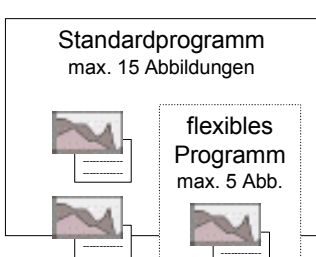 Standardprogramm
max. 15 Abbildungen
flexibles
Programm
max. 5 Abb.